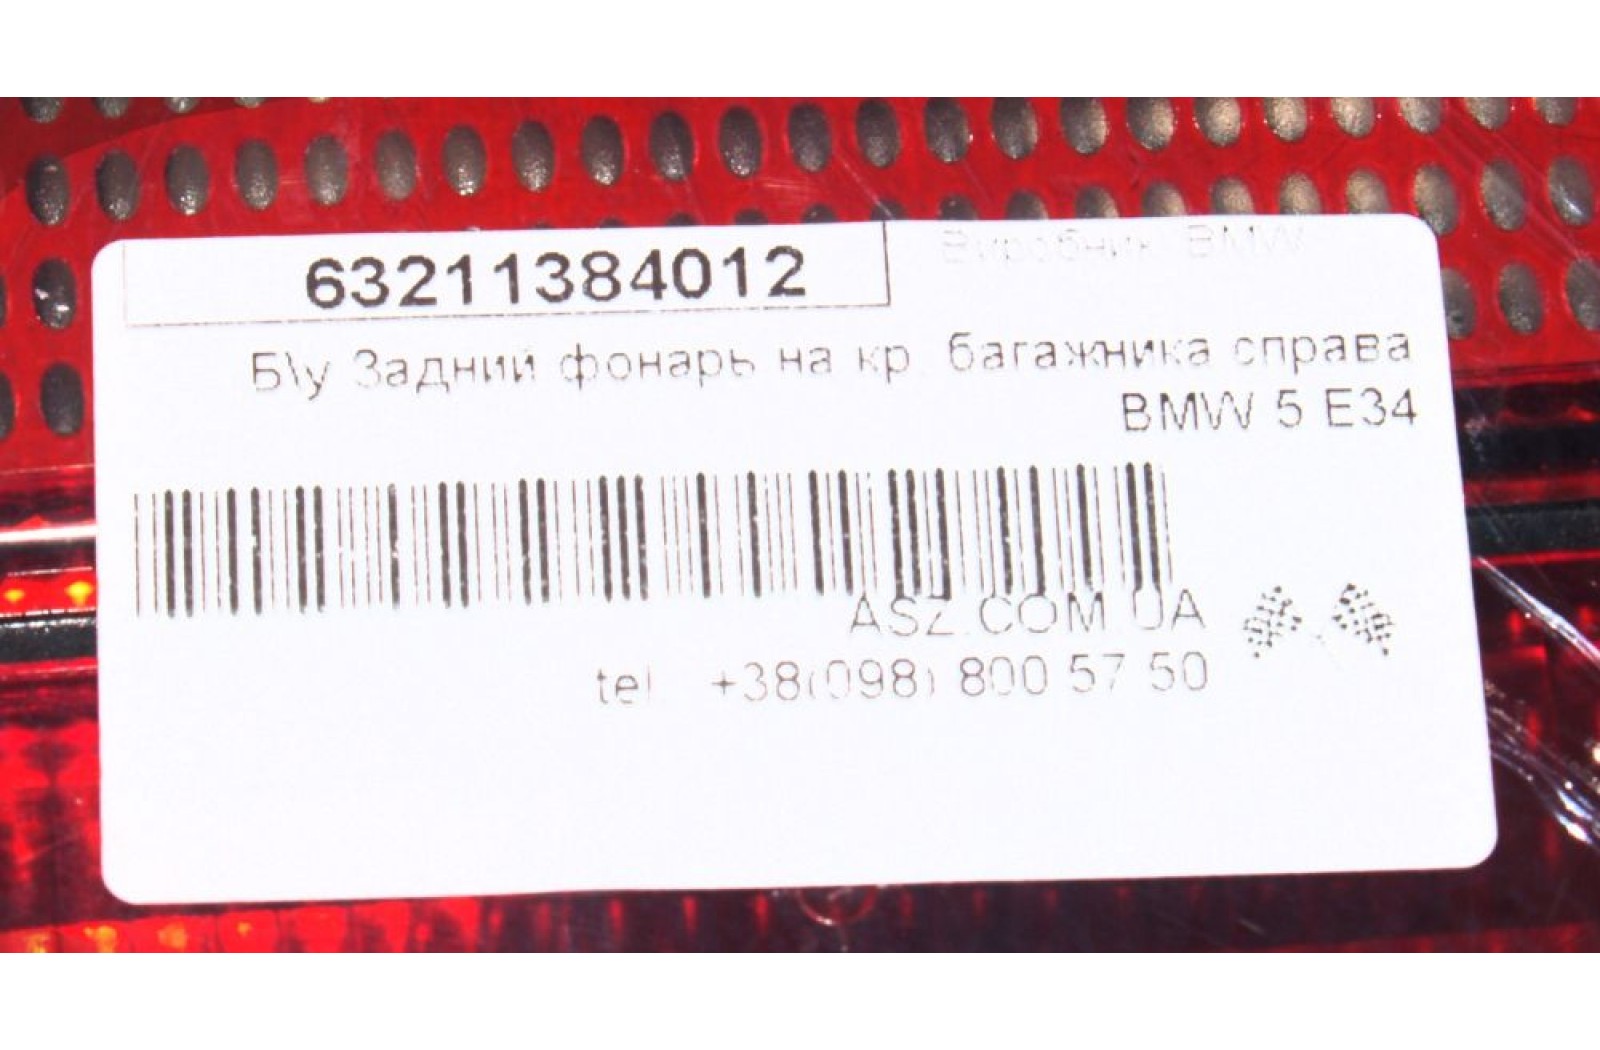 63211384012
Виробник BMW
Б\у Задний фонарь на кр. багажника справа
BMW 5 E34
ASZ.COM.UA
tel. +38(098) 800 57 50